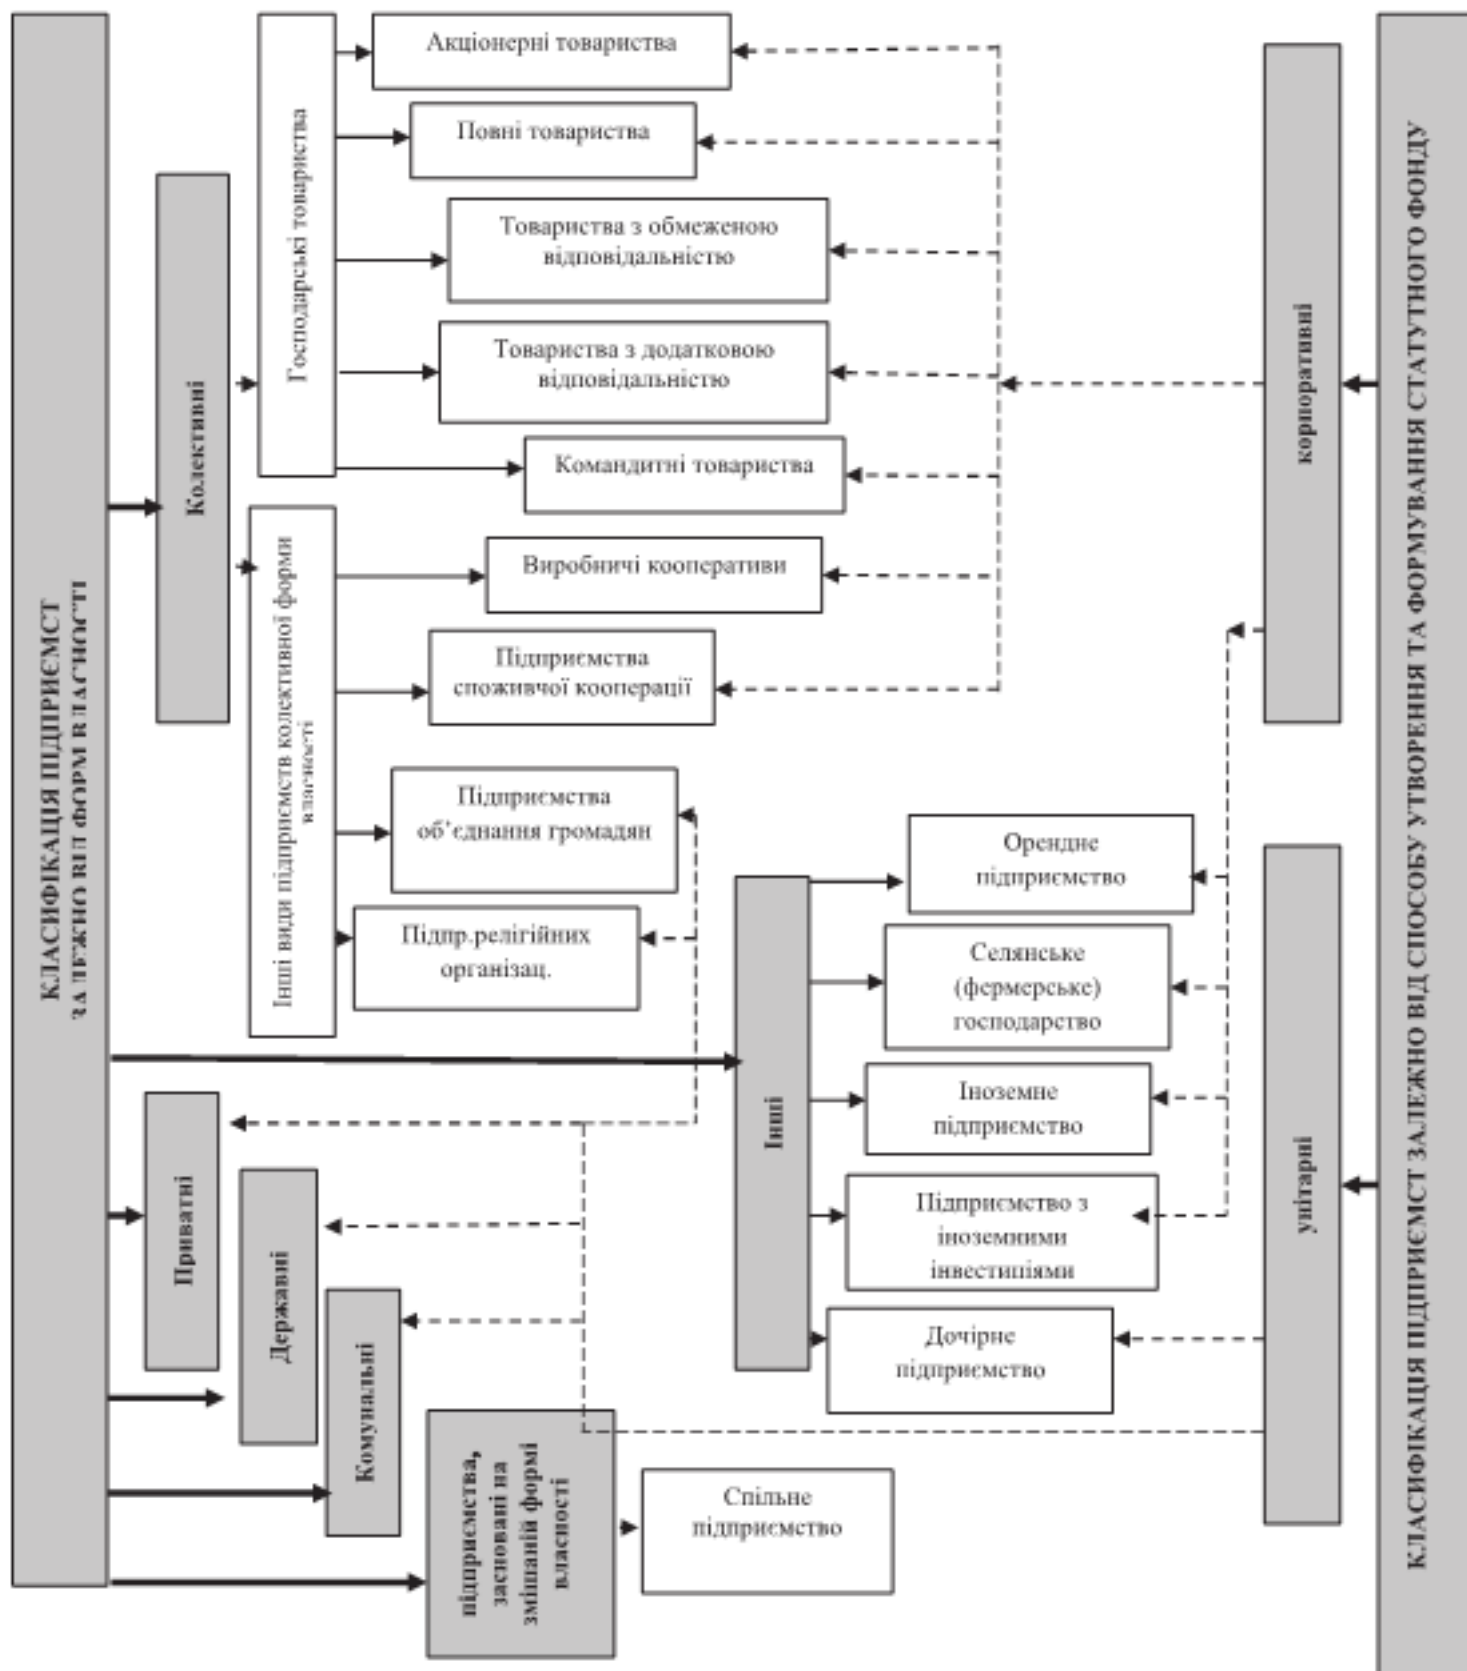 КЛАСИФІКАЦІЯ ПІДПРИЄМСТ
ЗАЛЕЖНО ВІД ФОРМ ВЛАСНОСТІ
Колективні
Господарські товариства
Акціонерні товариства
Повні товариства
Товариства з обмеженою
відповідальністю
Товариства з додатковою
відповідальністю
Командитні товариства
Інші види підприємств колективної форми
власності
Виробничі кооперативи
Підприємства
споживчої кооперації
Підприємства
об’єднання громадян
Підпр.релігійних
організац.
Приватні
Державні
Комунальні
підприємства,
засновані на
змішаній формі
власності
Спільне
підприємство
Інші
Орендне
підприємство
Селянське
(фермерське)
господарство
Іноземне
підприємство
Підприємство з
іноземними
інвестиціями
Дочірне
підприємство
корпоративні
унітарні
КЛАСИФІКАЦІЯ ПІДПРИЄМСТ ЗАЛЕЖНО ВІД СПОСОБУ УТВОРЕННЯ ТА ФОРМУВАННЯ СТАТУТНОГО ФОНДУ